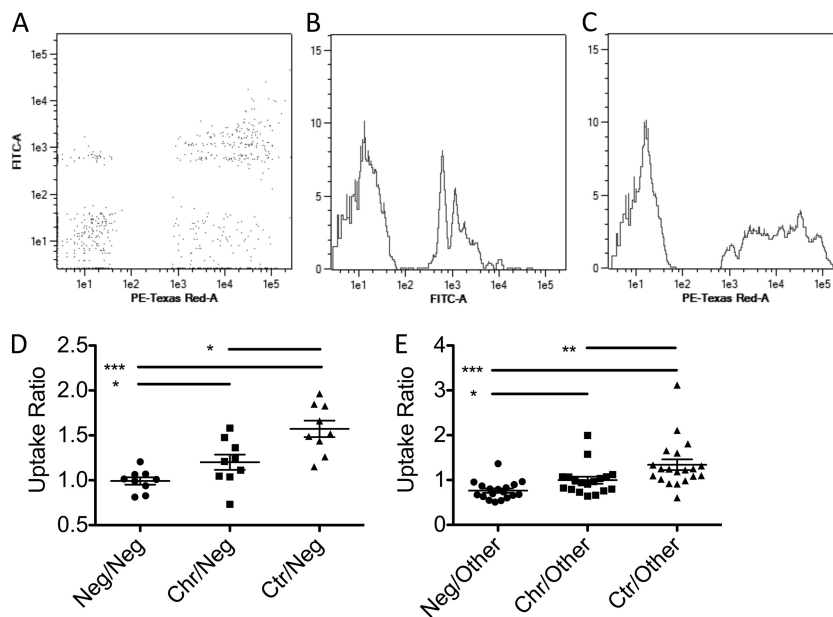 A
B
C
1e5
1e4
1e3
1e2
1e1
FITC-A
1e1 1e2 1e3 1e4 1e5
PE-Texas Red-A
15
10
5
0
1e1 1e2 1e3 1e4 1e5
FITC-A
15
10
5
0
1e1 1e2 1e3 1e4 1e5
PE-Texas Red-A
D
Uptake Ratio
2.5
2.0
1.5
1.0
0.5
*
***
*
Neg/Neg
Chr/Neg
Ctr/Neg
E
Uptake Ratio
4
3
2
1
0
**
***
*
Neg/Other
Chr/Other
Ctr/Other